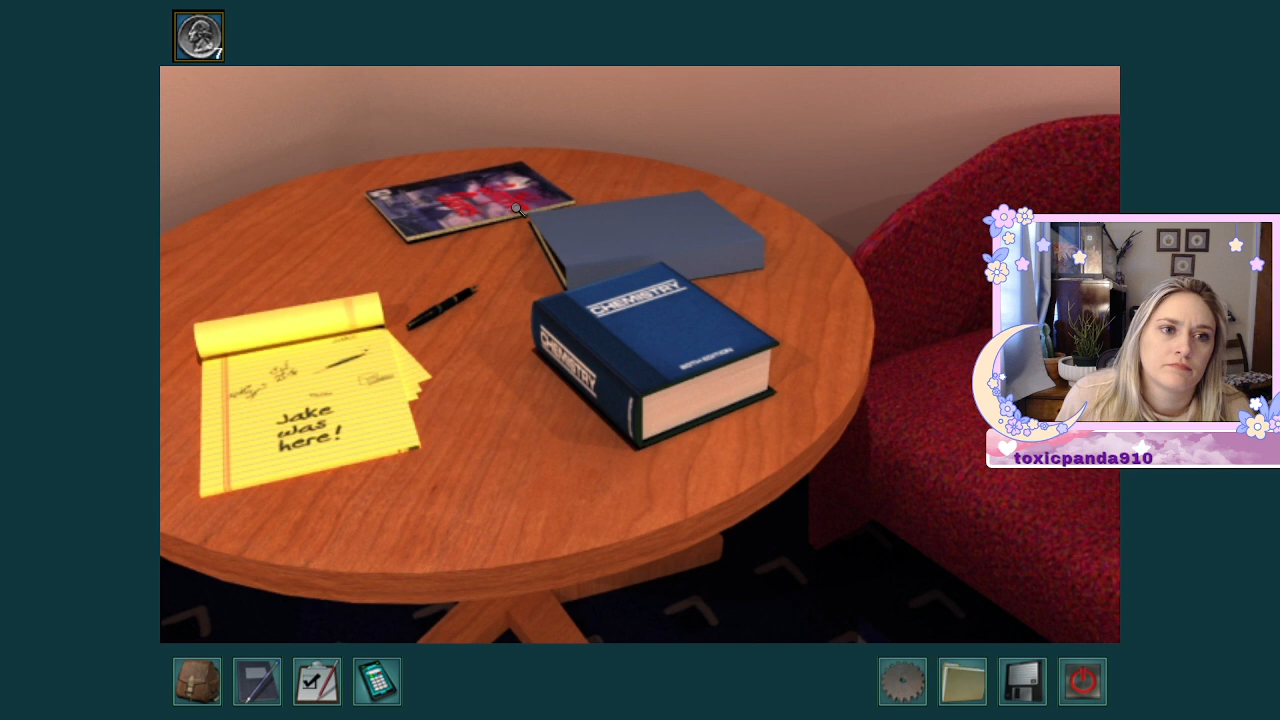 7
CHEMISTRY
CHEMISTRY
Jake
was
here!
toxicpanda910